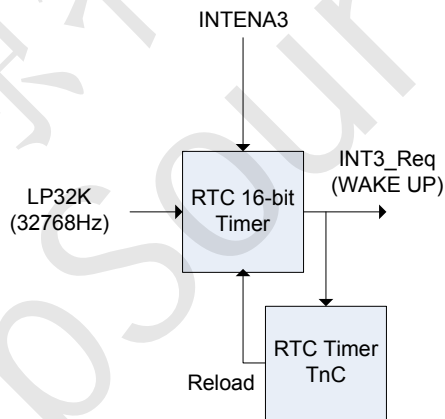 INTENA3
INT3_Req
(WAKE UP)
LP32K
(32768Hz)
RTC 16-bit
Timer
RTC Timer
TnC
Reload